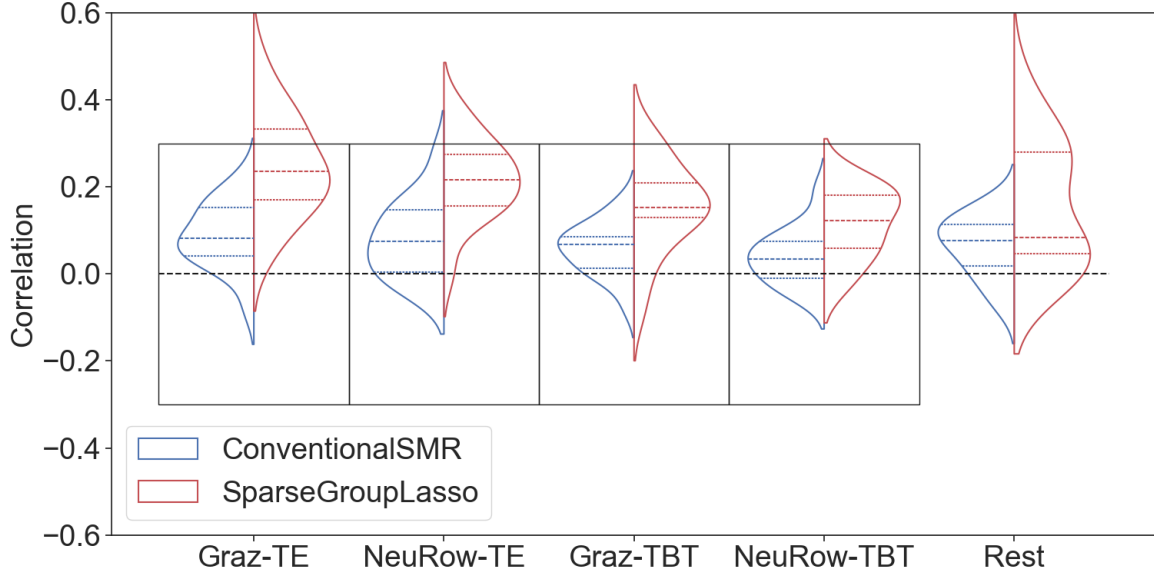 0.6
0.4
0.2
0.0
−0.2
−0.4
−0.6
Correlation
ConventionalSMR
SparseGroupLasso
Graz-TE NeuRow-TE Graz-TBT NeuRow-TBT Rest